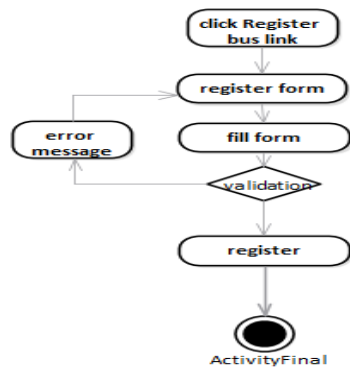 click Register
bus link
register form
fill form
error
message
validation
register
ActivityFinal